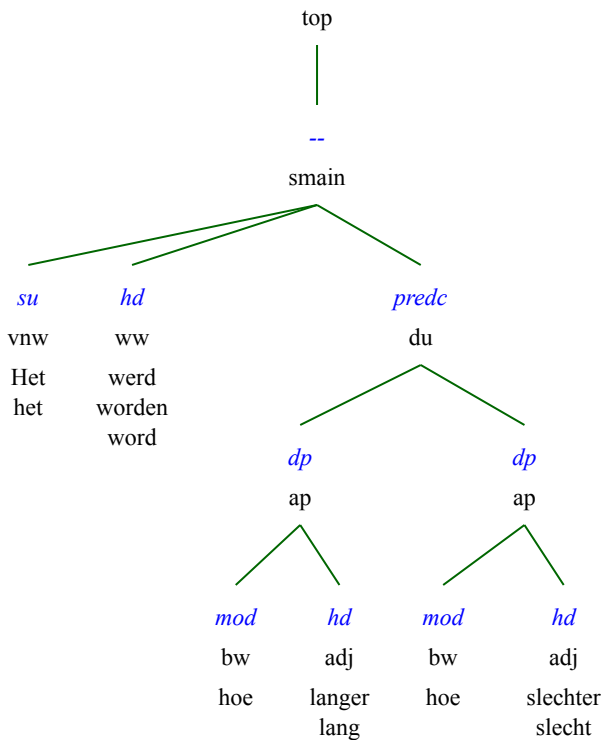 top
--
smain
su hd predc
vnw ww du
Het werd
het worden
word
dp dp
ap ap
mod hd mod hd
bw adj bw adj
hoe langer hoe slechter
lang slecht